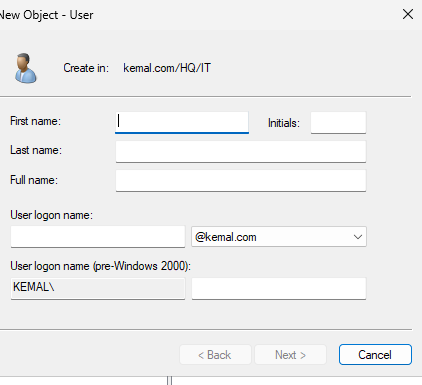 New Object - User
Create in: kemal.com/HQ/IT
First name: Initials:
Last name:
Full name:
User logon name:
@kemal.com
User logon name (pre-Windows 2000):
KEMAL\
< Back Next > Cancel